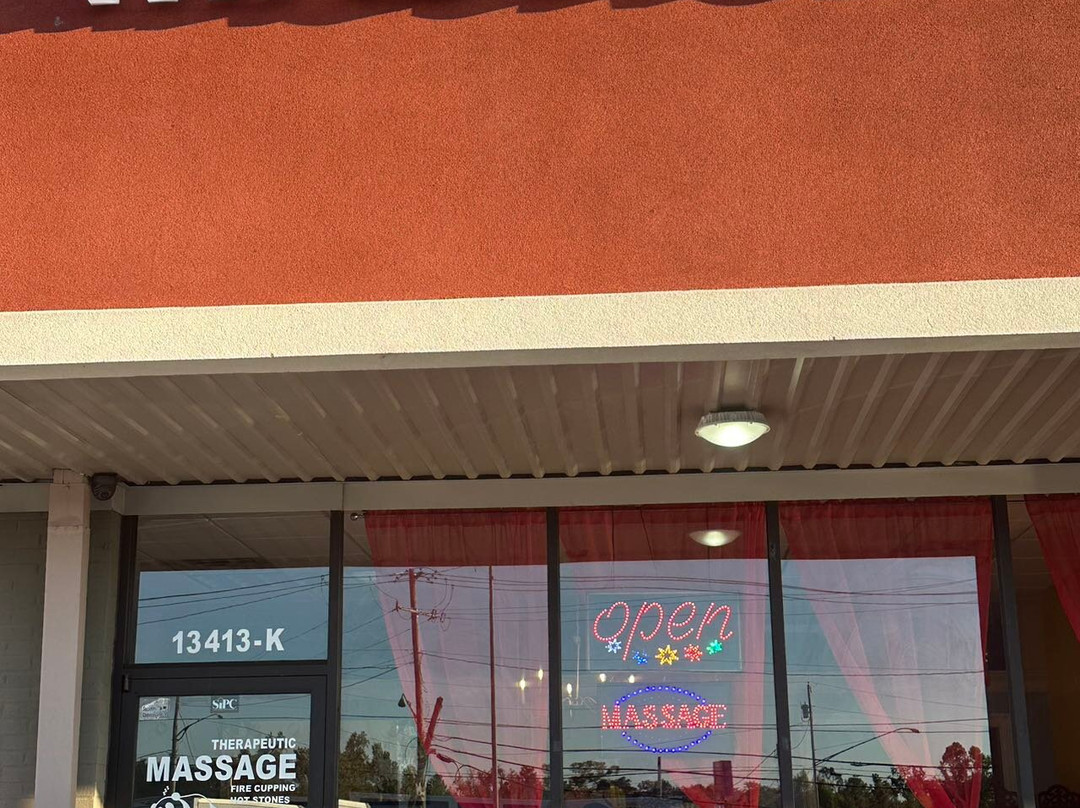 13413-K
SiPC
THERAPEUTIC
MASSAGE
FIRE CUPPING
HOT STONES
open
MASSAGE